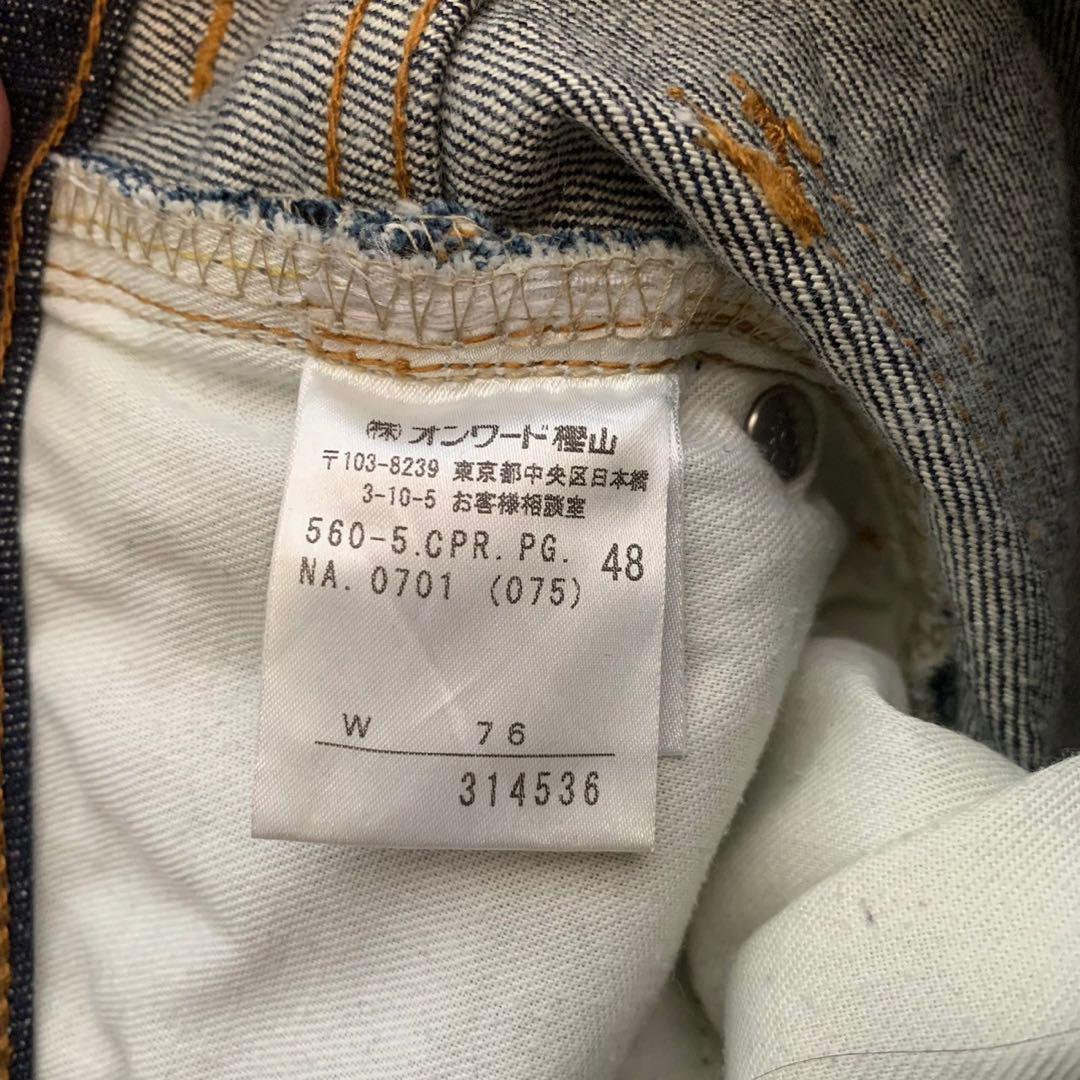 (株)オンワード樫山
〒103-8239 東京都中央区日本橋
3-10-5 お客様相談室
560-5.CPR.PG. 48
NA. 0701 (075)
W 76
314536